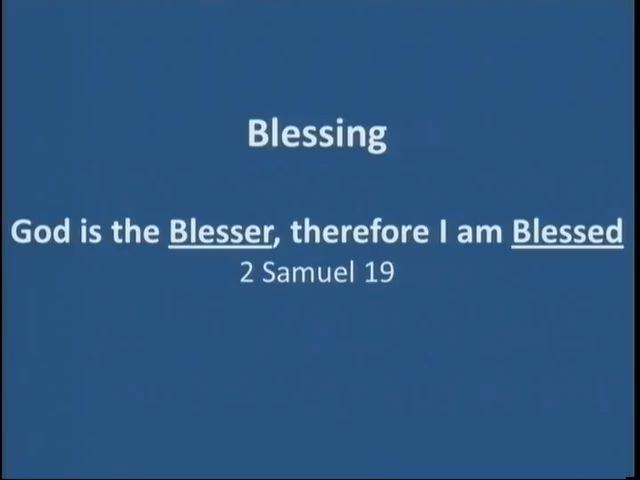 Blessing
God is the Blesser, therefore I am Blessed
2 Samuel 19